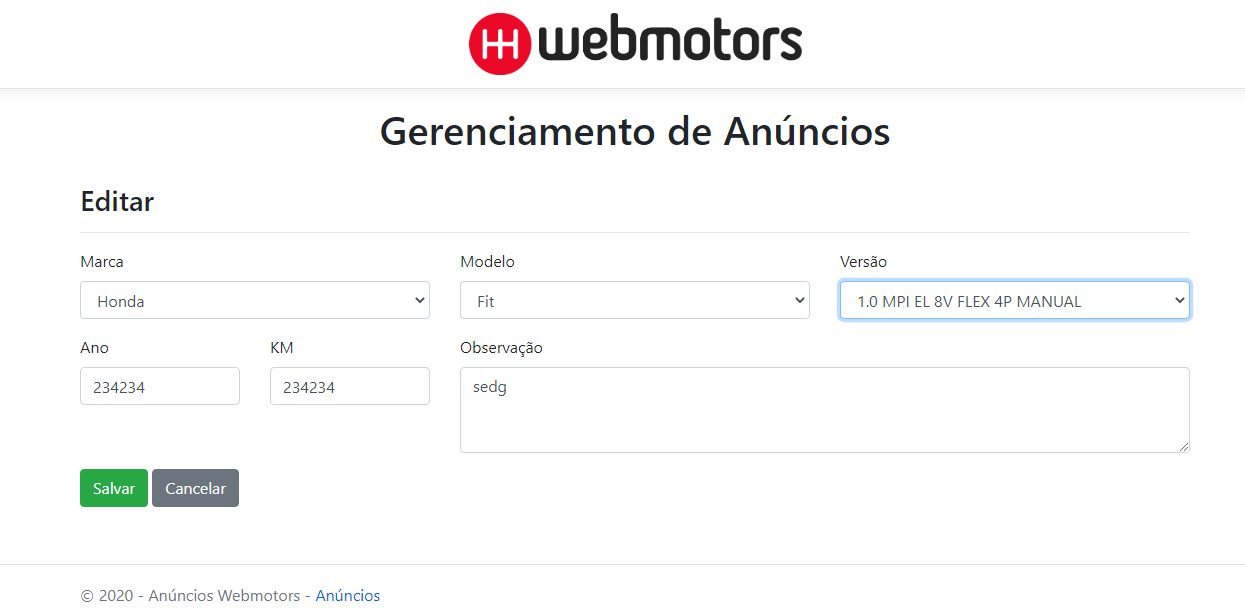 webmotors
Gerenciamento de Anúncios
Editar
Marca
Modelo
Versão
Honda
Fit
1.0 MPI EL 8V FLEX 4P MANUAL
Ano
KM
Observação
234234
234234
sedg
Salvar
Cancelar
© 2020 - Anúncios Webmotors - Anúncios